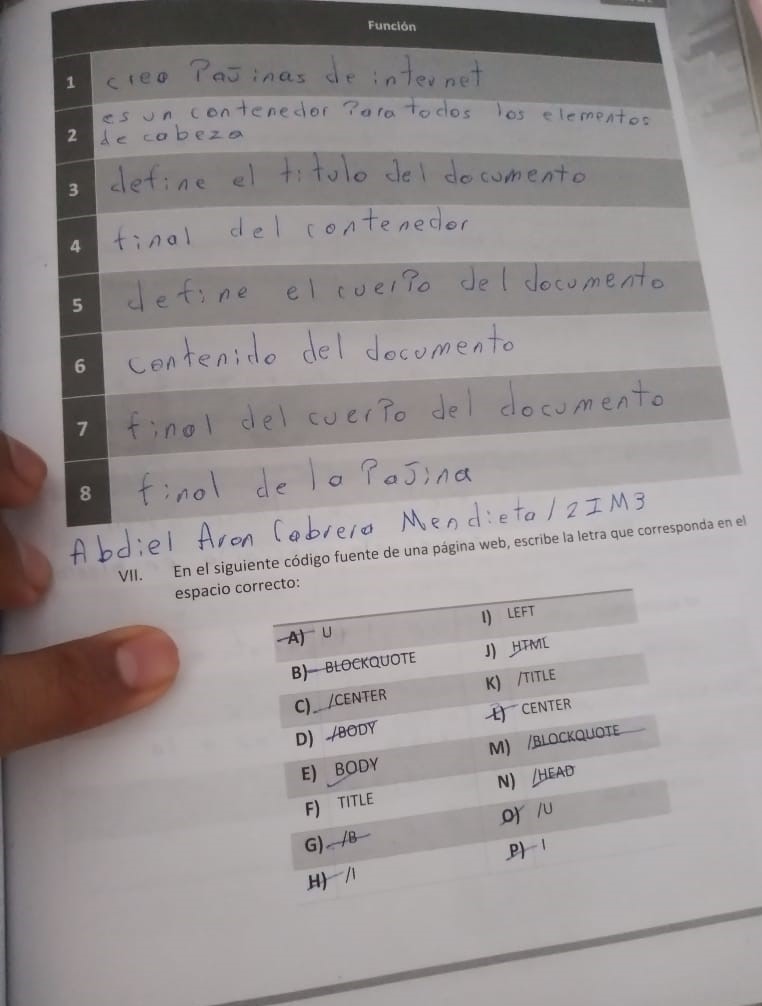 Función
1 creo Pajinas de internet
es un contenedor Para todos los elementos
2 de cabeza
3 define el titulo del documento
4 final del contenedor
5 define el cuerPo del documento
6 contenido del documento
7 final del cuerPo del documento
8 final de la Pajina
Abdiel Aron Cabrera Mendieta / 2IM3
VII. En el siguiente código fuente de una página web, escribe la letra que corresponda en el
espacio correcto:
A) U
I) LEFT
B) BLOCKQUOTE
J) HTML
C) /CENTER
K) /TITLE
D) /BODY
L) CENTER
E) BODY
M) /BLOCKQUOTE
F) TITLE
N) /HEAD
G) /B
O) /U
H) /I
P) I